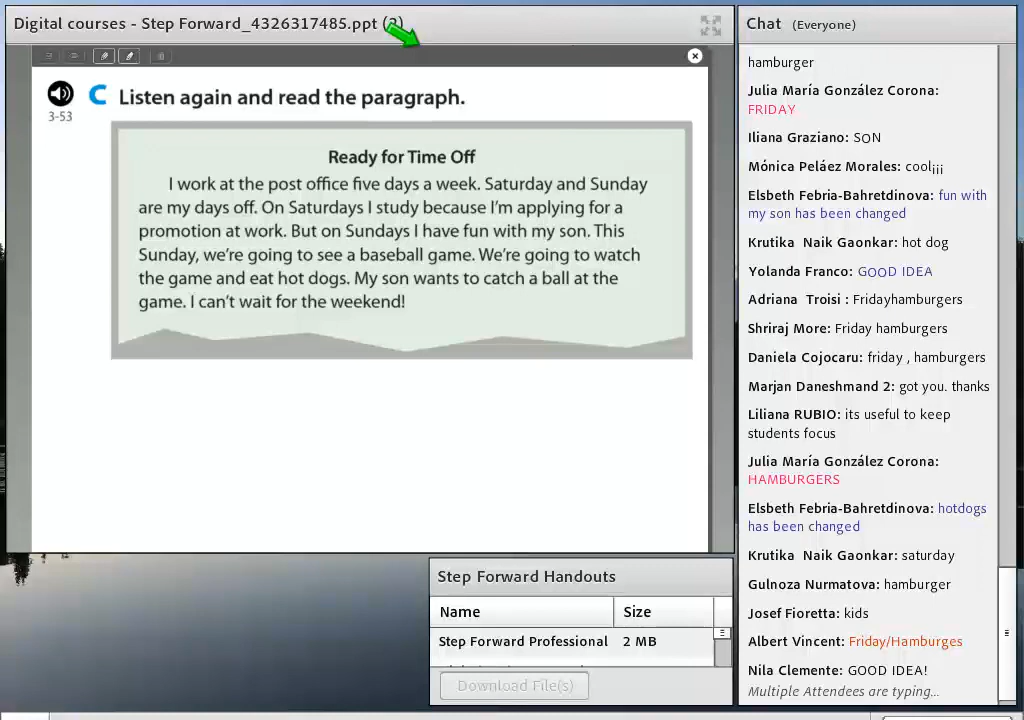 Digital courses - Step Forward_4326317485.ppt (2)
3-53
C Listen again and read the paragraph.
Ready for Time Off
I work at the post office five days a week. Saturday and Sunday
are my days off. On Saturdays I study because I'm applying for a
promotion at work. But on Sundays I have fun with my son. This
Sunday, we're going to see a baseball game. We're going to watch
the game and eat hot dogs. My son wants to catch a ball at the
game. I can't wait for the weekend!
Step Forward Handouts
Name Size
Step Forward Professional 2 MB
Download File(s)
Chat (Everyone)
hamburger
Julia María González Corona:
FRIDAY
Iliana Graziano: SON
Mónica Peláez Morales: cool¡¡¡
Elsbeth Febria-Bahretdinova: fun with
my son has been changed
Krutika Naik Gaonkar: hot dog
Yolanda Franco: GOOD IDEA
Adriana Troisi : Fridayhamburgers
Shriraj More: Friday hamburgers
Daniela Cojocaru: friday , hamburgers
Marjan Daneshmand 2: got you. thanks
Liliana RUBIO: its useful to keep
students focus
Julia María González Corona:
HAMBURGERS
Elsbeth Febria-Bahretdinova: hotdogs
has been changed
Krutika Naik Gaonkar: saturday
Gulnoza Nurmatova: hamburger
Josef Fioretta: kids
Albert Vincent: Friday/Hamburges
Nila Clemente: GOOD IDEA!
Multiple Attendees are typing...